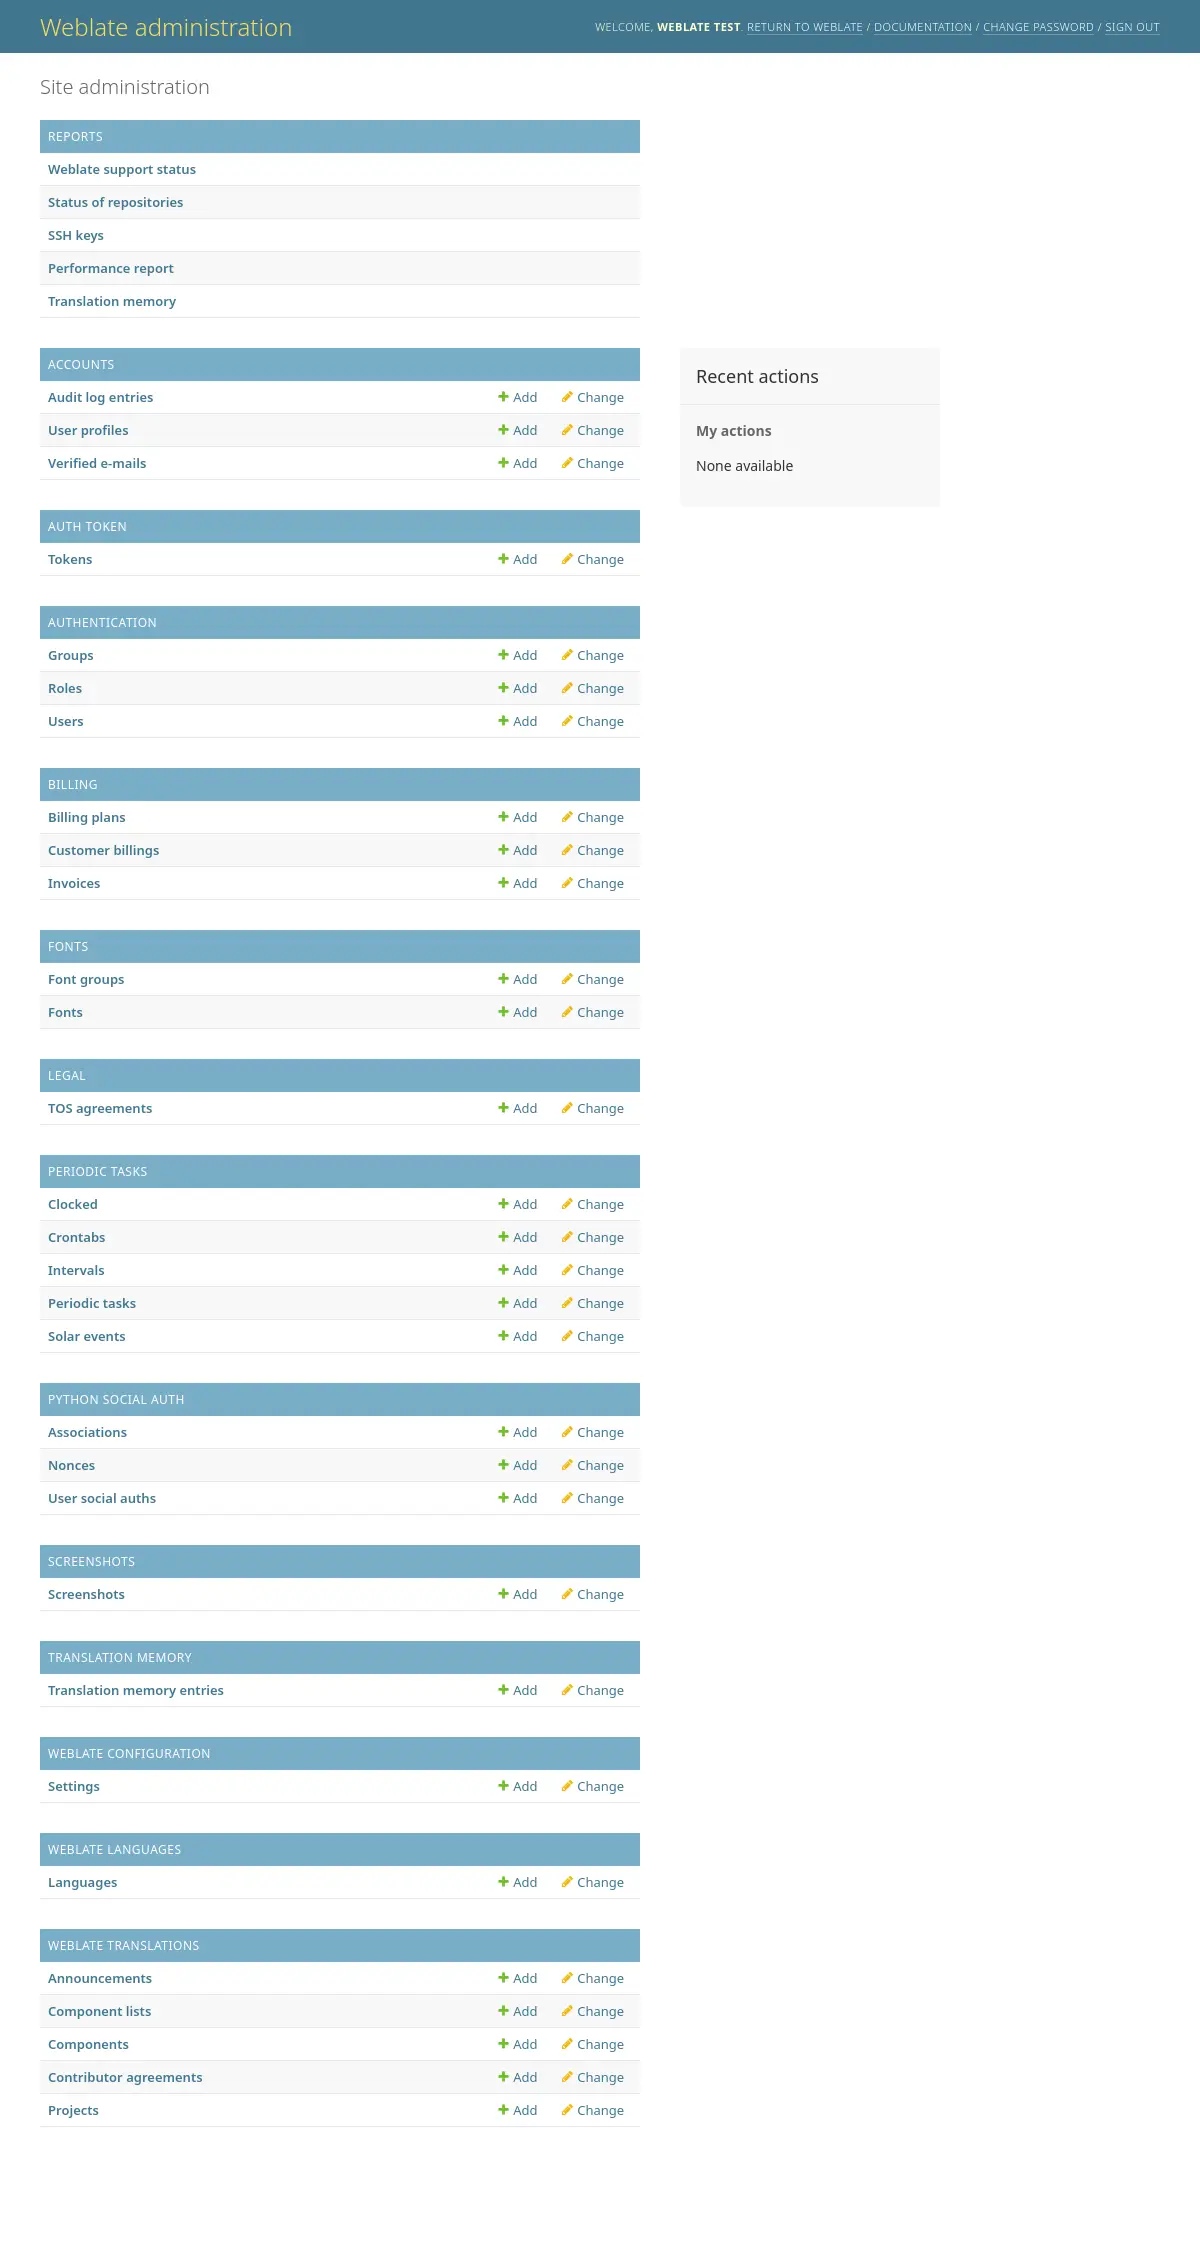 Weblate administration
WELCOME, WEBLATE TEST. RETURN TO WEBLATE / DOCUMENTATION / CHANGE PASSWORD / SIGN OUT
Site administration
REPORTS
Weblate support status
Status of repositories
SSH keys
Performance report
Translation memory
ACCOUNTS
Audit log entries Add Change
User profiles Add Change
Verified e-mails Add Change
Recent actions
My actions
None available
AUTH TOKEN
Tokens Add Change
AUTHENTICATION
Groups Add Change
Roles Add Change
Users Add Change
BILLING
Billing plans Add Change
Customer billings Add Change
Invoices Add Change
FONTS
Font groups Add Change
Fonts Add Change
LEGAL
TOS agreements Add Change
PERIODIC TASKS
Clocked Add Change
Crontabs Add Change
Intervals Add Change
Periodic tasks Add Change
Solar events Add Change
PYTHON SOCIAL AUTH
Associations Add Change
Nonces Add Change
User social auths Add Change
SCREENSHOTS
Screenshots Add Change
TRANSLATION MEMORY
Translation memory entries Add Change
WEBLATE CONFIGURATION
Settings Add Change
WEBLATE LANGUAGES
Languages Add Change
WEBLATE TRANSLATIONS
Announcements Add Change
Component lists Add Change
Components Add Change
Contributor agreements Add Change
Projects Add Change